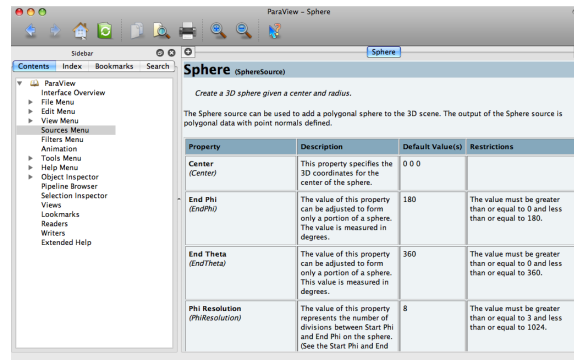 ParaView – Sphere
Sidebar
Sphere
Contents
Index
Bookmarks
Search
ParaView
Interface Overview
File Menu
Edit Menu
View Menu
Sources Menu
Filters Menu
Animation
Tools Menu
Help Menu
Object Inspector
Pipeline Browser
Selection Inspector
Views
Lookmarks
Readers
Writers
Extended Help
Sphere (SphereSource)
Create a 3D sphere given a center and radius.
The Sphere source can be used to add a polygonal sphere to the 3D scene. The output of the Sphere source is
polygonal data with point normals defined.
Property Description Default Value(s) Restrictions
Center
(Center)
This property specifies the
3D coordinates for the
center of the sphere.
0 0 0
End Phi
(EndPhi)
The value of this property
can be adjusted to form
only a portion of a sphere.
The value is measured in
degrees.
180
The value must be greater
than or equal to 0 and less
than or equal to 180.
End Theta
(EndTheta)
The value of this property
can be adjusted to form
only a portion of a sphere.
This value is measured in
degrees.
360
The value must be greater
than or equal to 0 and less
than or equal to 360.
Phi Resolution
(PhiResolution)
The value of this property
represents the number of
divisions between Start Phi
and End Phi on the sphere.
(See the Start Phi and End
8
The value must be greater
than or equal to 3 and less
than or equal to 1024.